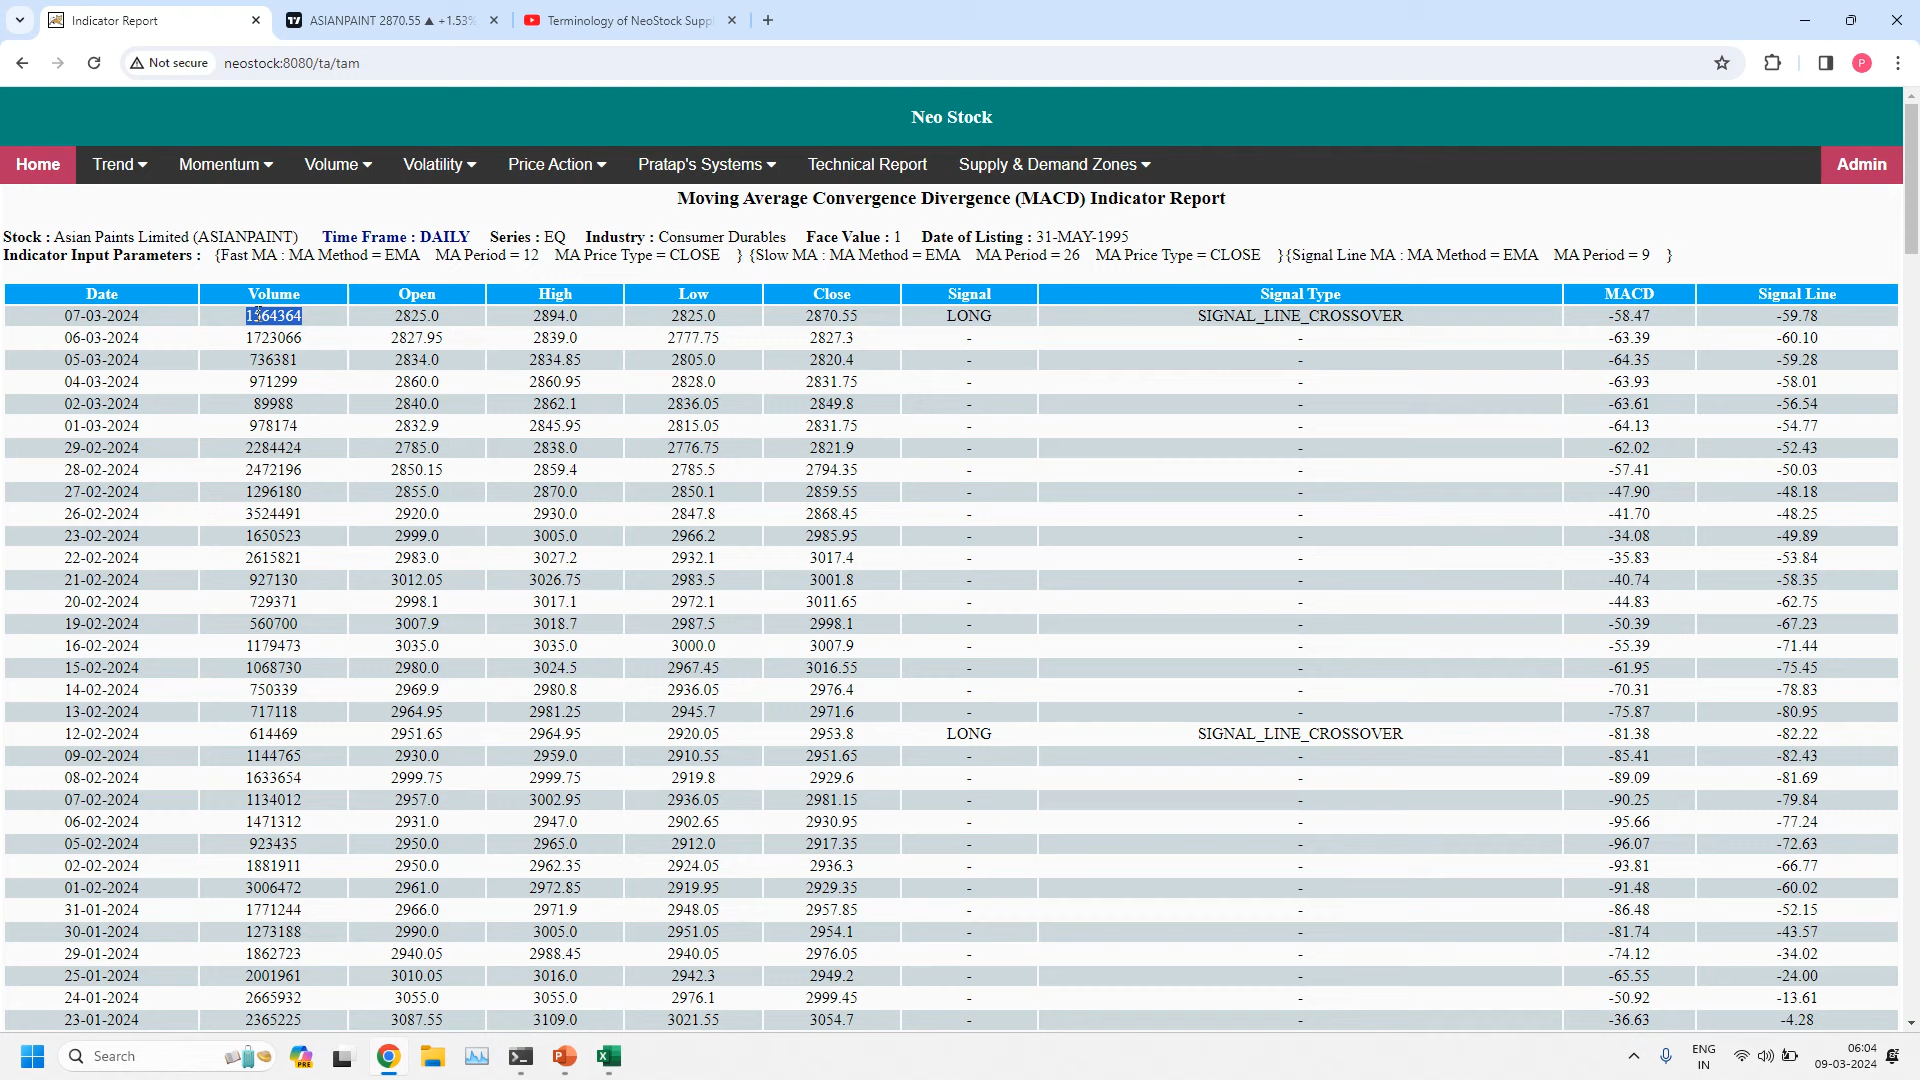 Indicator Report
ASIANPAINT 2870.55 ▲ +1.53%
Terminology of NeoStock Supp
Not secure
neostock:8080/ta/tam
P
Neo Stock
Home Trend Momentum Volume Volatility Price Action Pratap's Systems Technical Report Supply & Demand Zones Admin
Moving Average Convergence Divergence (MACD) Indicator Report
Stock : Asian Paints Limited (ASIANPAINT) Time Frame : DAILY Series : EQ Industry : Consumer Durables Face Value : 1 Date of Listing : 31-MAY-1995
Indicator Input Parameters : {Fast MA : MA Method = EMA MA Period = 12 MA Price Type = CLOSE } {Slow MA : MA Method = EMA MA Period = 26 MA Price Type = CLOSE }{Signal Line MA : MA Method = EMA MA Period = 9 }
Date Volume Open High Low Close Signal Signal Type MACD Signal Line
07-03-2024 1364364 2825.0 2894.0 2825.0 2870.55 LONG SIGNAL_LINE_CROSSOVER -58.47 -59.78
06-03-2024 1723066 2827.95 2839.0 2777.75 2827.3 - - -63.39 -60.10
05-03-2024 736381 2834.0 2834.85 2805.0 2820.4 - - -64.35 -59.28
04-03-2024 971299 2860.0 2860.95 2828.0 2831.75 - - -63.93 -58.01
02-03-2024 89988 2840.0 2862.1 2836.05 2849.8 - - -63.61 -56.54
01-03-2024 978174 2832.9 2845.95 2815.05 2831.75 - - -64.13 -54.77
29-02-2024 2284424 2785.0 2838.0 2776.75 2821.9 - - -62.02 -52.43
28-02-2024 2472196 2850.15 2859.4 2785.5 2794.35 - - -57.41 -50.03
27-02-2024 1296180 2855.0 2870.0 2850.1 2859.55 - - -47.90 -48.18
26-02-2024 3524491 2920.0 2930.0 2847.8 2868.45 - - -41.70 -48.25
23-02-2024 1650523 2999.0 3005.0 2966.2 2985.95 - - -34.08 -49.89
22-02-2024 2615821 2983.0 3027.2 2932.1 3017.4 - - -35.83 -53.84
21-02-2024 927130 3012.05 3026.75 2983.5 3001.8 - - -40.74 -58.35
20-02-2024 729371 2998.1 3017.1 2972.1 3011.65 - - -44.83 -62.75
19-02-2024 560700 3007.9 3018.7 2987.5 2998.1 - - -50.39 -67.23
16-02-2024 1179473 3035.0 3035.0 3000.0 3007.9 - - -55.39 -71.44
15-02-2024 1068730 2980.0 3024.5 2967.45 3016.55 - - -61.95 -75.45
14-02-2024 750339 2969.9 2980.8 2936.05 2976.4 - - -70.31 -78.83
13-02-2024 717118 2964.95 2981.25 2945.7 2971.6 - - -75.87 -80.95
12-02-2024 614469 2951.65 2964.95 2920.05 2953.8 LONG SIGNAL_LINE_CROSSOVER -81.38 -82.22
09-02-2024 1144765 2930.0 2959.0 2910.55 2951.65 - - -85.41 -82.43
08-02-2024 1633654 2999.75 2999.75 2919.8 2929.6 - - -89.09 -81.69
07-02-2024 1134012 2957.0 3002.95 2936.05 2981.15 - - -90.25 -79.84
06-02-2024 1471312 2931.0 2947.0 2902.65 2930.95 - - -95.66 -77.24
05-02-2024 923435 2950.0 2965.0 2912.0 2917.35 - - -96.07 -72.63
02-02-2024 1881911 2950.0 2962.35 2924.05 2936.3 - - -93.81 -66.77
01-02-2024 3006472 2961.0 2972.85 2919.95 2929.35 - - -91.48 -60.02
31-01-2024 1771244 2966.0 2971.9 2948.05 2957.85 - - -86.48 -52.15
30-01-2024 1273188 2990.0 3005.0 2951.05 2954.1 - - -81.74 -43.57
29-01-2024 1862723 2940.05 2988.45 2940.05 2976.05 - - -74.12 -34.02
25-01-2024 2001961 3010.05 3016.0 2942.3 2949.2 - - -65.55 -24.00
24-01-2024 2665932 3055.0 3055.0 2976.1 2999.45 - - -50.92 -13.61
23-01-2024 2365225 3087.55 3109.0 3021.55 3054.7 - - -36.63 -4.28
Search
PRE
ENG
IN
06:04
09-03-2024